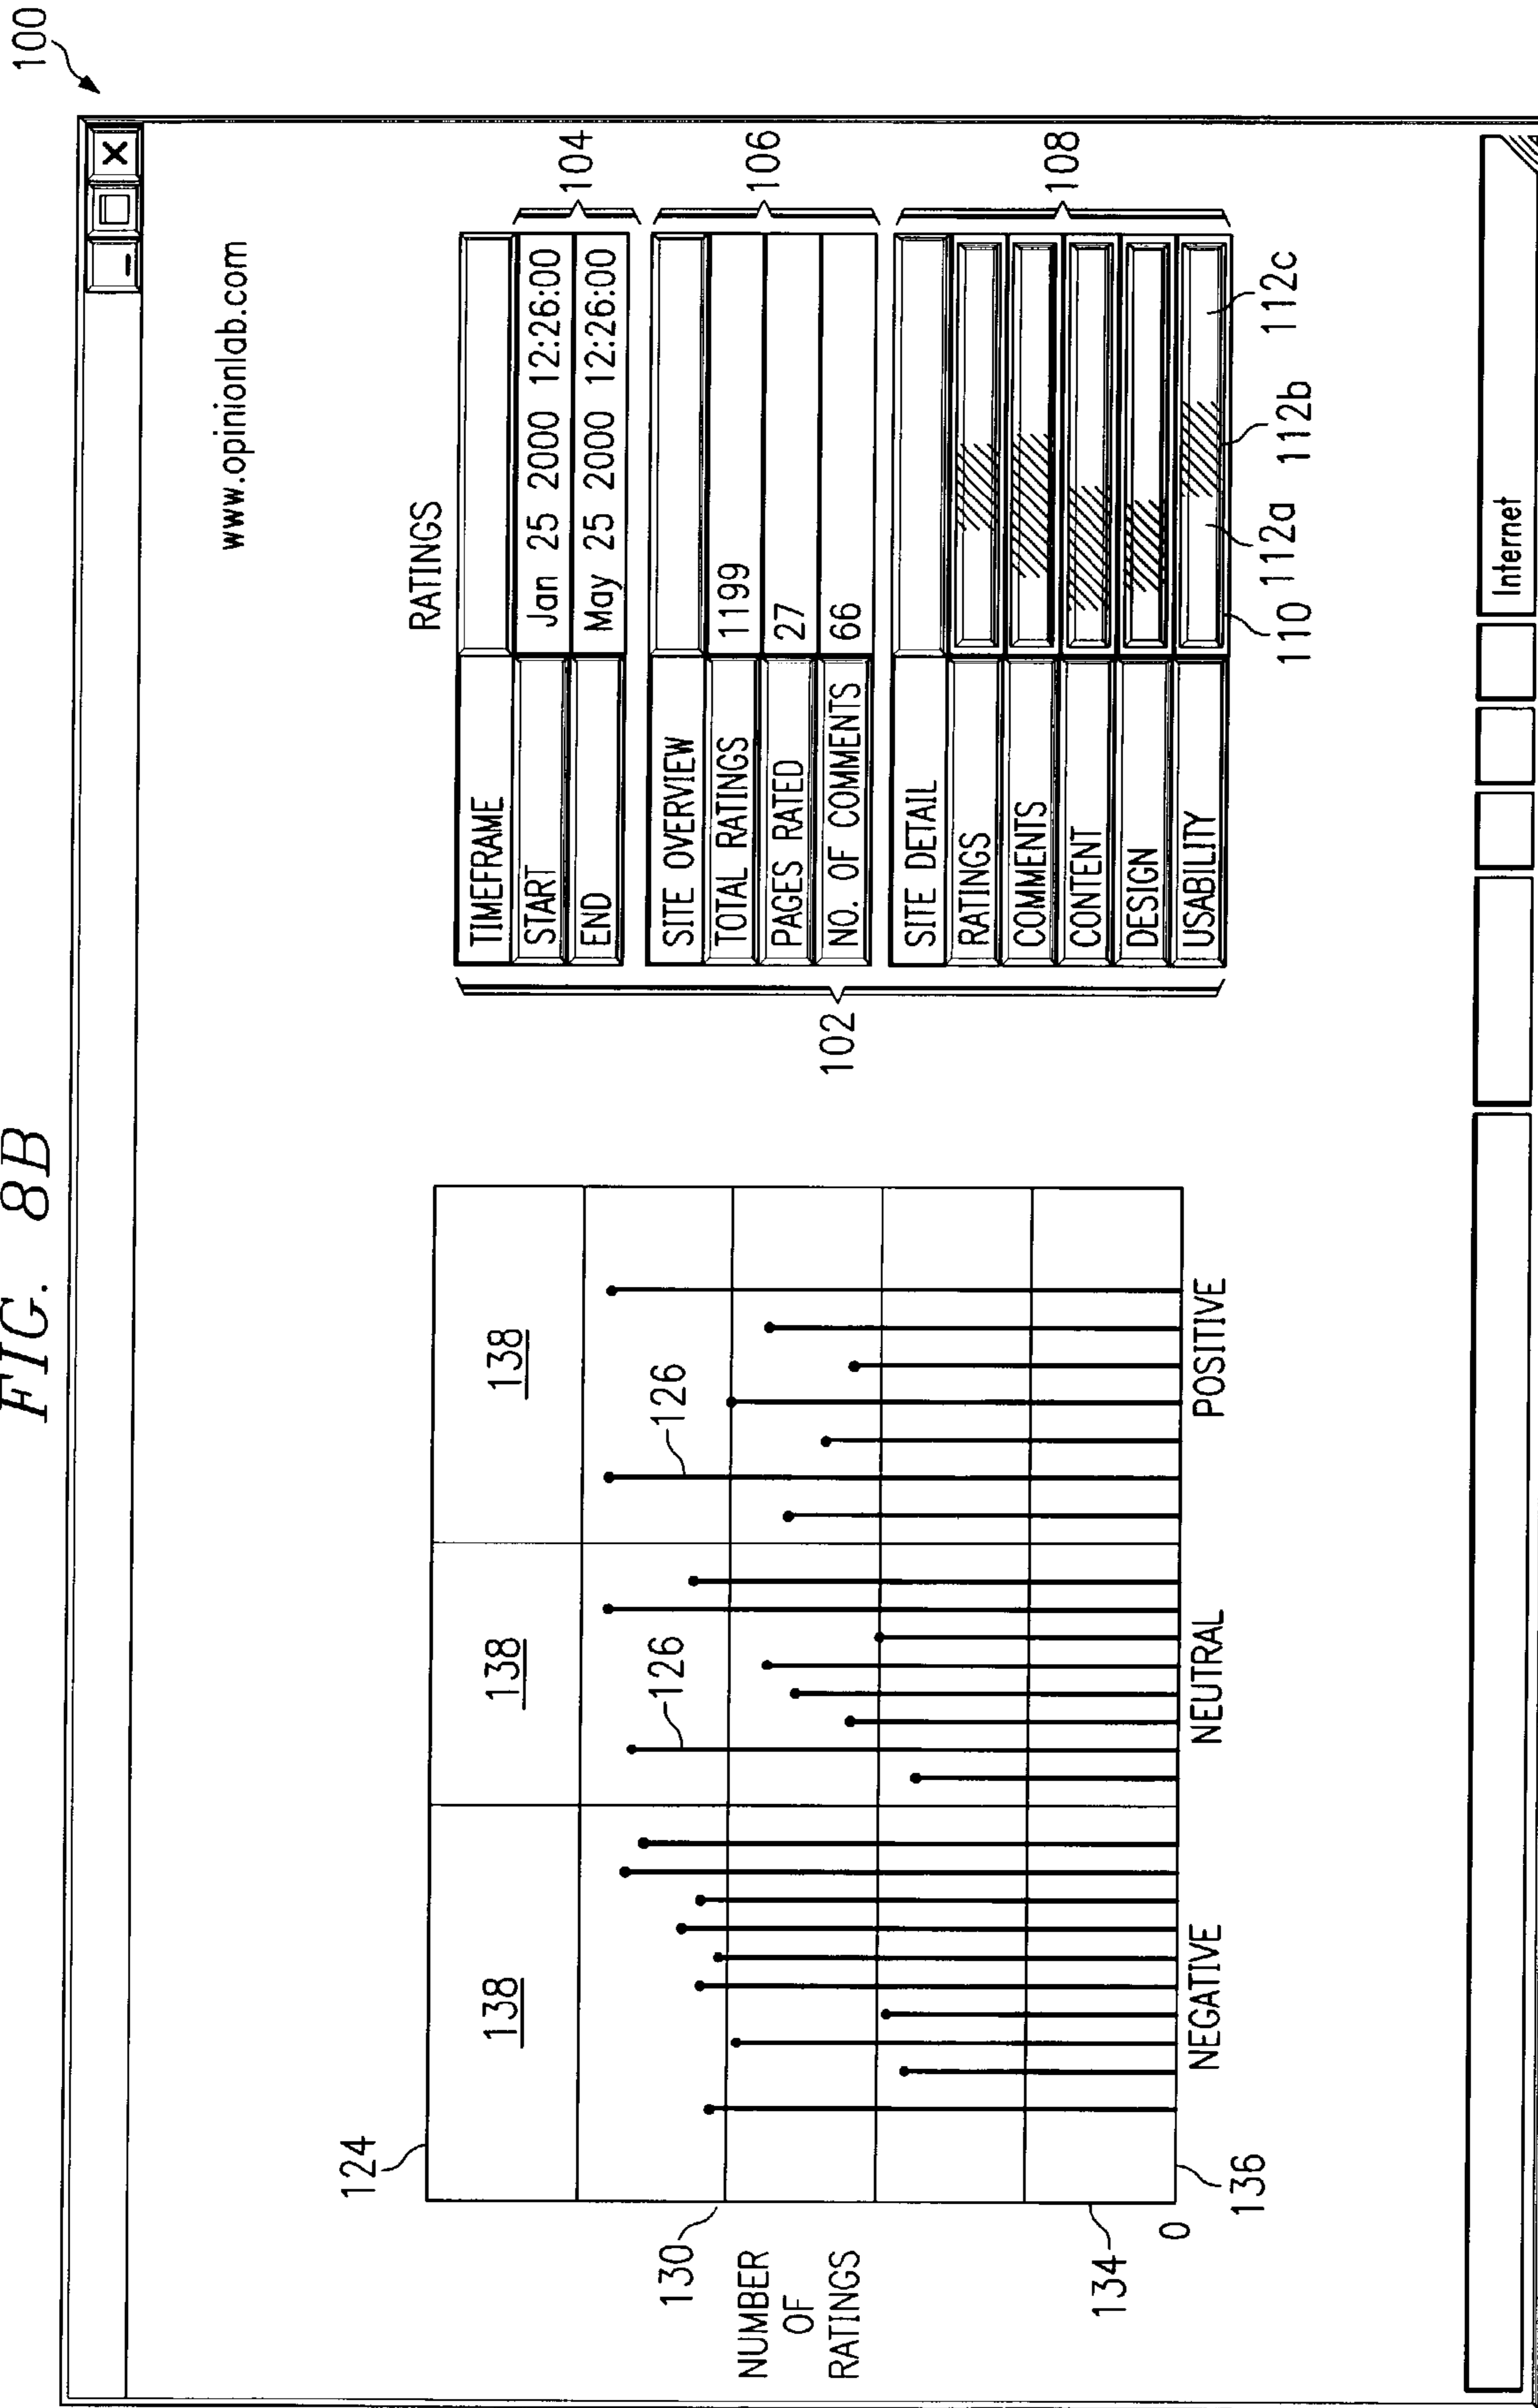 FIG. 8B
100
www.opinionlab.com
124
138
138
138
126
126
130
NUMBER
OF
RATINGS
134
0
136
NEGATIVE
NEUTRAL
POSITIVE
RATINGS
102
TIMEFRAME
START Jan 25 2000 12:26:00
END May 25 2000 12:26:00
104
SITE OVERVIEW
TOTAL RATINGS 1199
PAGES RATED 27
NO. OF COMMENTS 66
106
SITE DETAIL
RATINGS
COMMENTS
CONTENT
DESIGN
USABILITY
108
110 112a 112b 112c
Internet